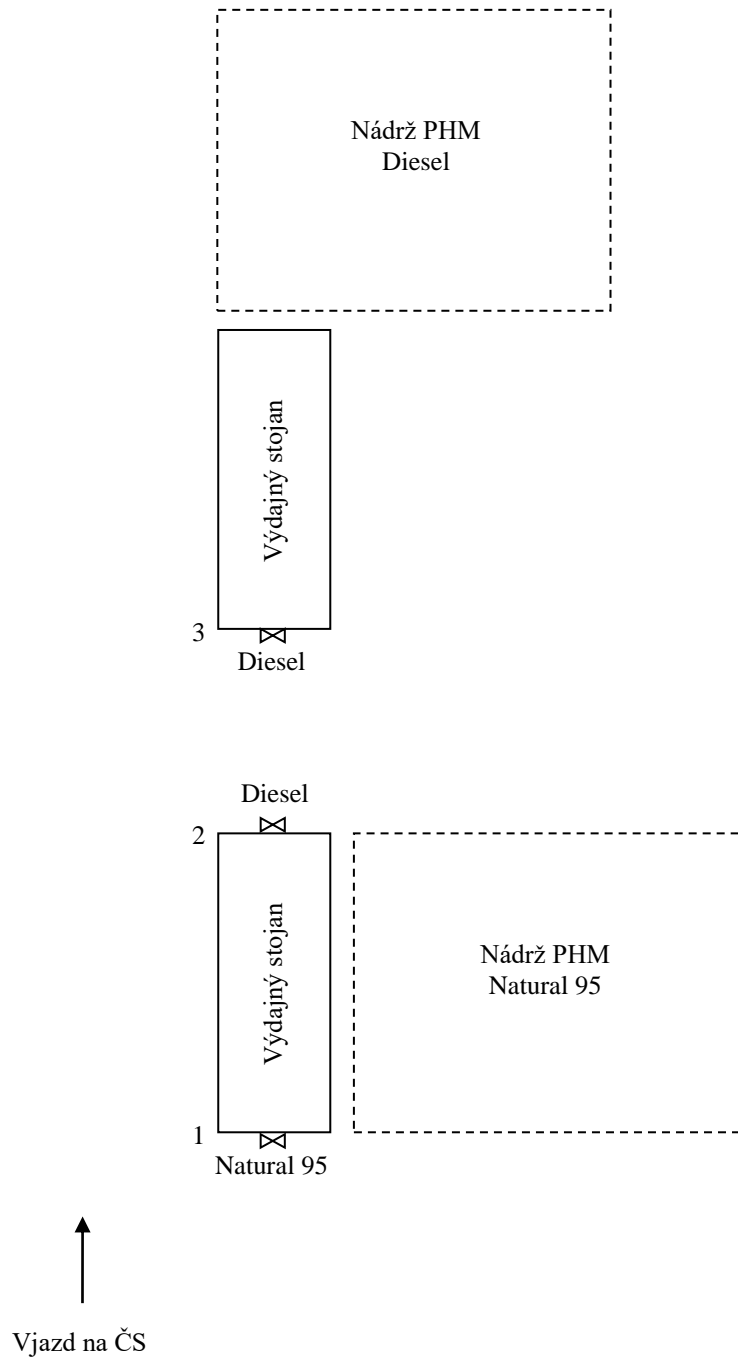 Nádrž PHM
Diesel
Výdajný stojan
3
Diesel
Diesel
2
Výdajný stojan
Nádrž PHM
Natural 95
1
Natural 95
Vjazd na ČS